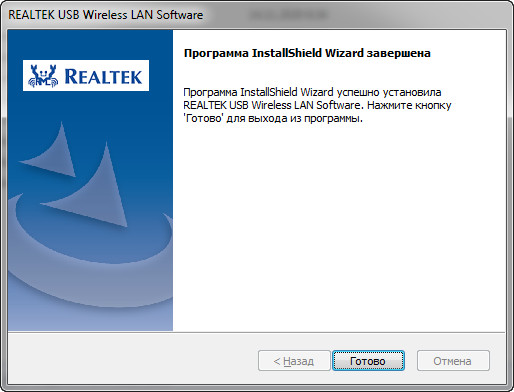 REALTEK USB Wireless LAN Software
REALTEK
Программа InstallShield Wizard завершена
Программа InstallShield Wizard успешно установила
REALTEK USB Wireless LAN Software. Нажмите кнопку
'Готово' для выхода из программы.
< Назад
Готово
Отмена